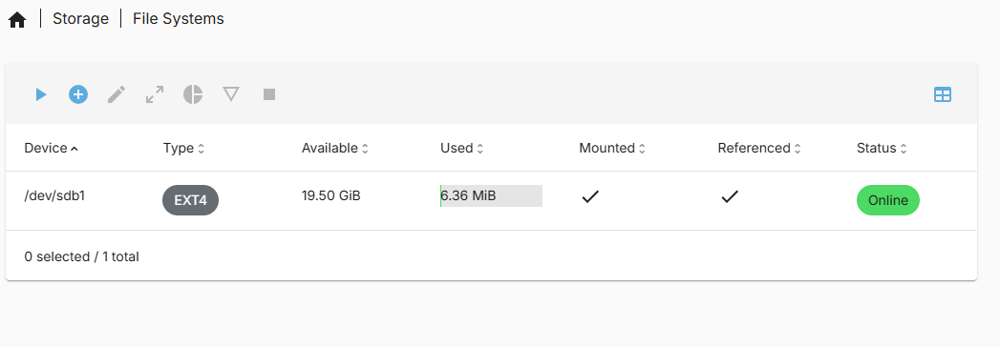 Storage | File Systems
Device Type Available Used Mounted Referenced Status
/dev/sdb1 EXT4 19.50 GiB 6.36 MiB Online
0 selected / 1 total